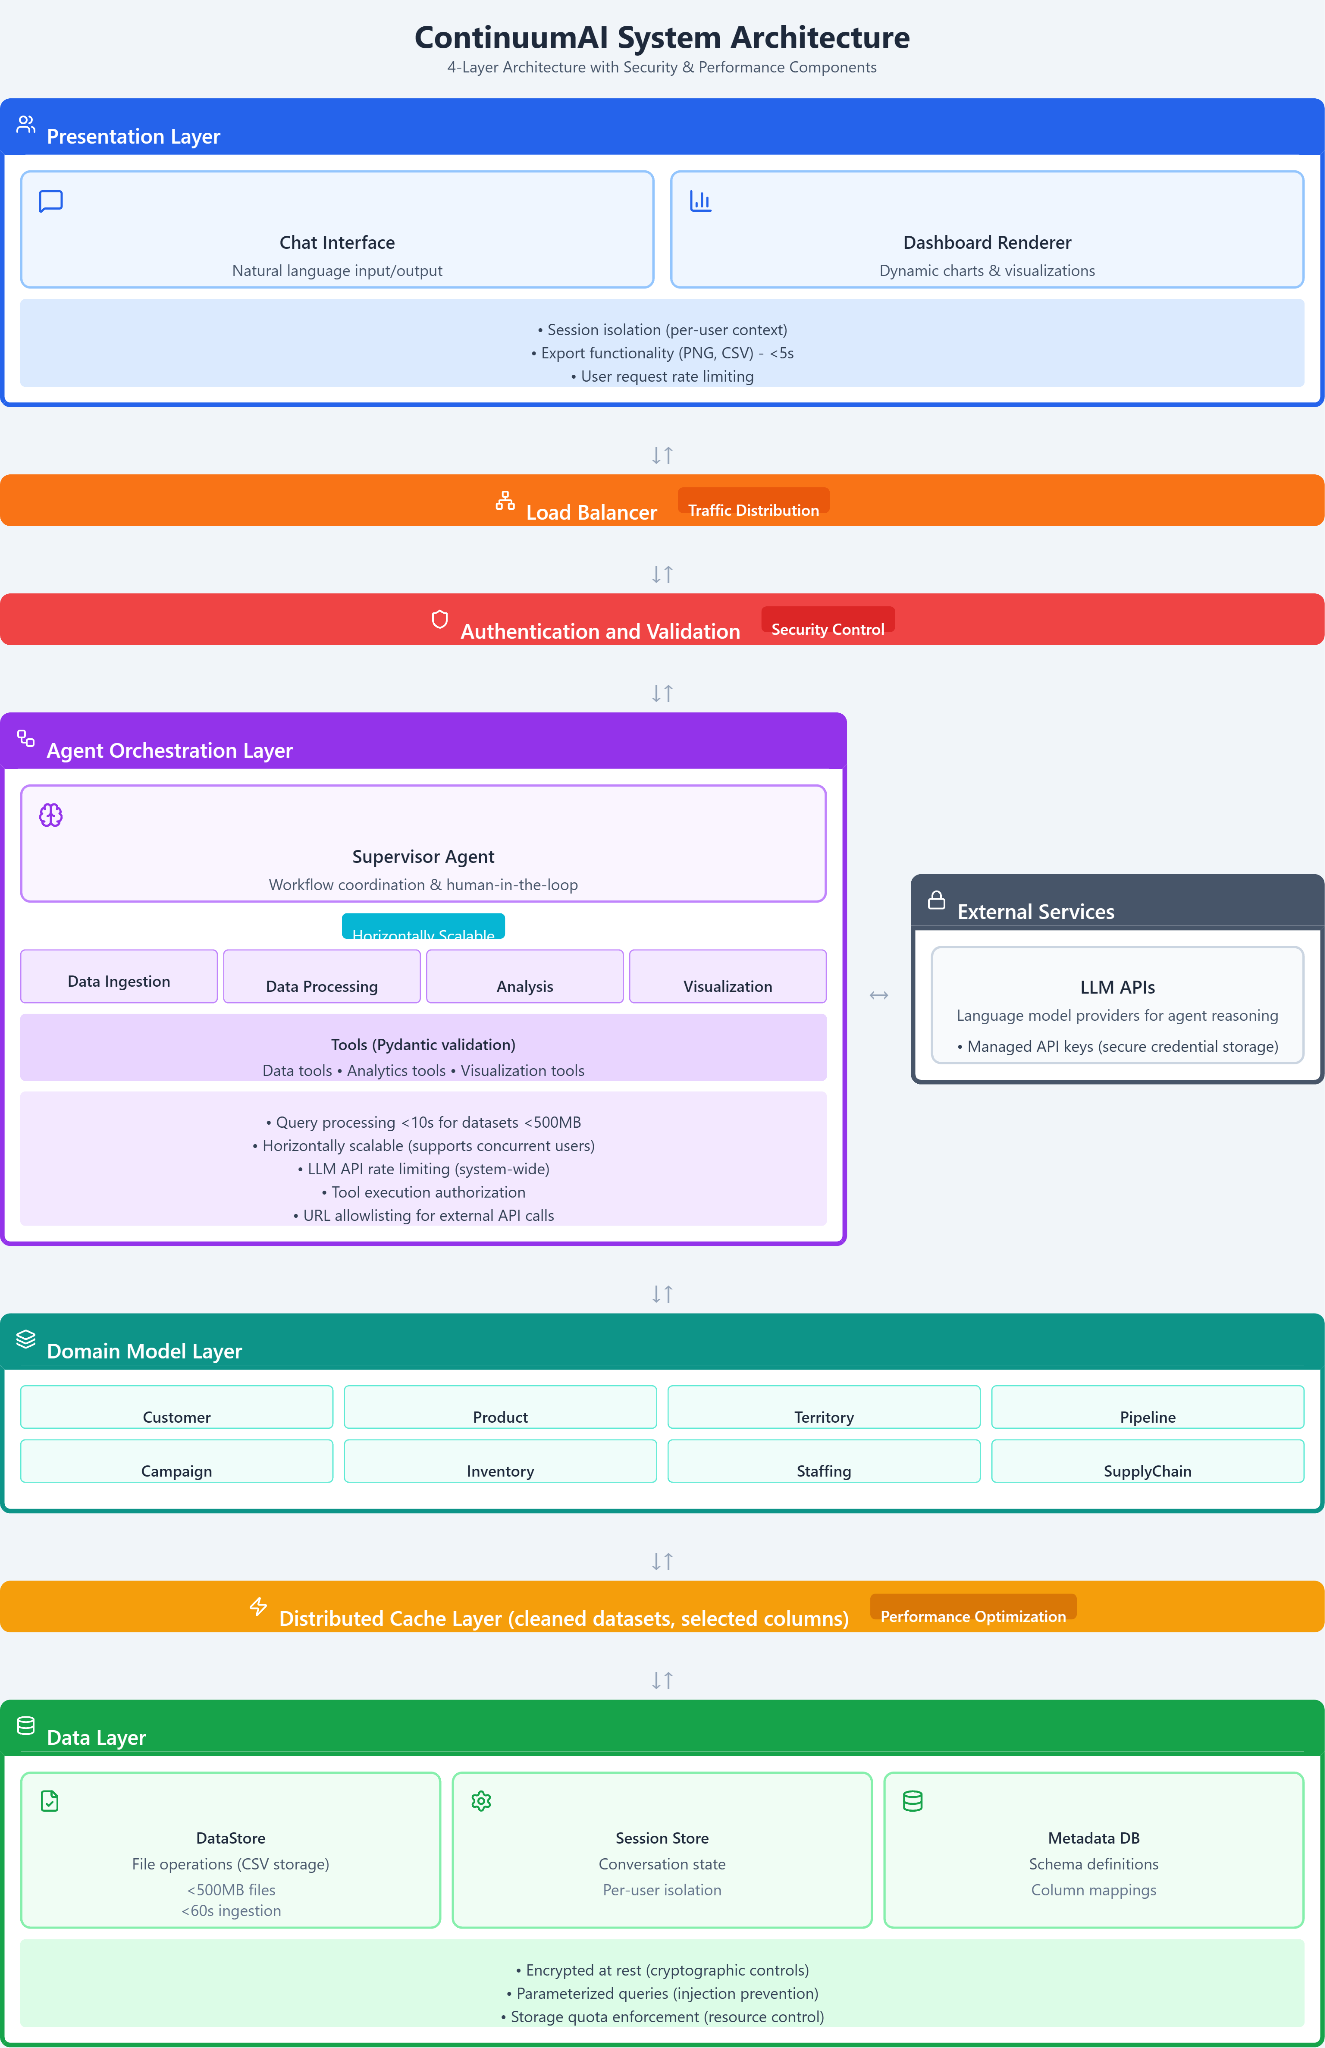 ContinuumAI System Architecture
4-Layer Architecture with Security & Performance Components
Presentation Layer
Chat Interface
Natural language input/output
Dashboard Renderer
Dynamic charts & visualizations
• Session isolation (per-user context)
• Export functionality (PNG, CSV) - <5s
• User request rate limiting
↓↑
Load Balancer
Traffic Distribution
↓↑
Authentication and Validation
Security Control
↓↑
Agent Orchestration Layer
Supervisor Agent
Workflow coordination & human-in-the-loop
Horizontally Scalable
Data Ingestion
Data Processing
Analysis
Visualization
Tools (Pydantic validation)
Data tools • Analytics tools • Visualization tools
• Query processing <10s for datasets <500MB
• Horizontally scalable (supports concurrent users)
• LLM API rate limiting (system-wide)
• Tool execution authorization
• URL allowlisting for external API calls
↔
External Services
LLM APIs
Language model providers for agent reasoning
• Managed API keys (secure credential storage)
↓↑
Domain Model Layer
Customer
Product
Territory
Pipeline
Campaign
Inventory
Staffing
SupplyChain
↓↑
Distributed Cache Layer (cleaned datasets, selected columns)
Performance Optimization
↓↑
Data Layer
DataStore
File operations (CSV storage)
<500MB files
<60s ingestion
Session Store
Conversation state
Per-user isolation
Metadata DB
Schema definitions
Column mappings
• Encrypted at rest (cryptographic controls)
• Parameterized queries (injection prevention)
• Storage quota enforcement (resource control)